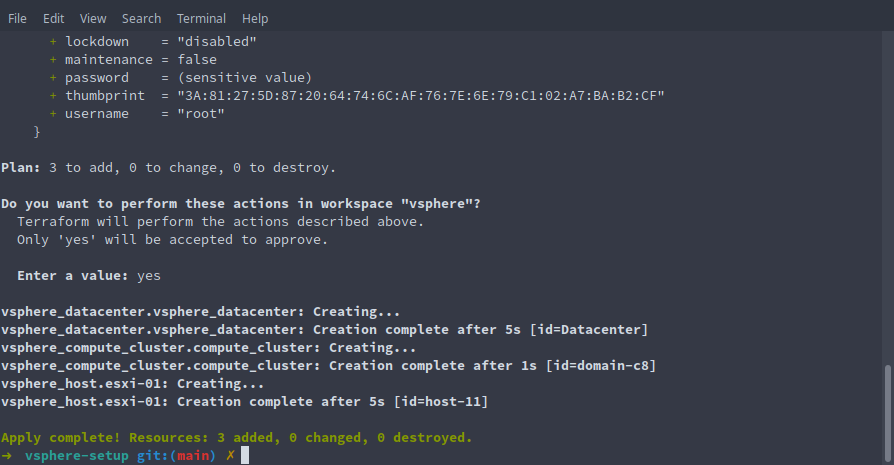 File Edit View Search Terminal Help
+ lockdown    = "disabled"
+ maintenance = false
+ password    = (sensitive value)
+ thumbprint  = "3A:81:27:5D:87:20:64:74:6C:AF:76:7E:6E:79:C1:02:A7:BA:B2:CF"
+ username    = "root"
}
Plan: 3 to add, 0 to change, 0 to destroy.
Do you want to perform these actions in workspace "vsphere"?
Terraform will perform the actions described above.
Only 'yes' will be accepted to approve.
Enter a value: yes
vsphere_datacenter.vsphere_datacenter: Creating...
vsphere_datacenter.vsphere_datacenter: Creation complete after 5s [id=Datacenter]
vsphere_compute_cluster.compute_cluster: Creating...
vsphere_compute_cluster.compute_cluster: Creation complete after 1s [id=domain-c8]
vsphere_host.esxi-01: Creating...
vsphere_host.esxi-01: Creation complete after 5s [id=host-11]
Apply complete! Resources: 3 added, 0 changed, 0 destroyed.
→ vsphere-setup git:(main) ✗